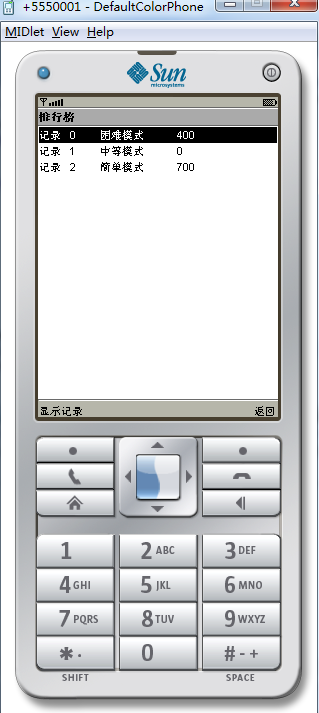 +5550001 - DefaultColorPhone
MIDlet View Help
Sun
microsystems
排行榜
记录 0 困难模式 400
记录 1 中等模式 0
记录 2 简单模式 700
显示记录 返回
1 2 ABC 3 DEF
4 GHI 5 JKL 6 MNO
7 PQRS 8 TUV 9 WXYZ
* . 0 # - +
SHIFT SPACE